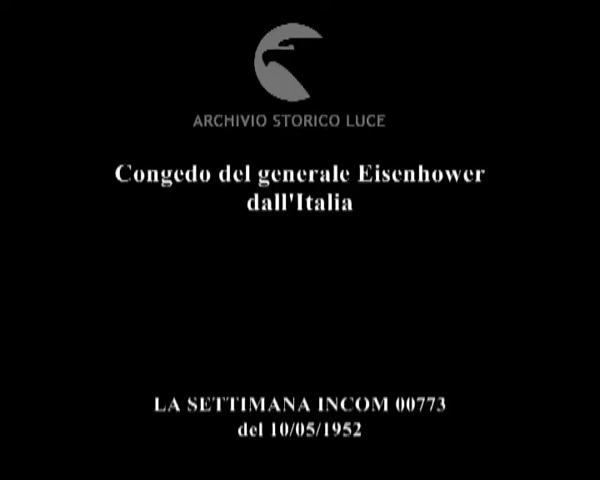 ARCHIVIO STORICO LUCE
Congedo del generale Eisenhower
dall'Italia
LA SETTIMANA INCOM 00773
del 10/05/1952